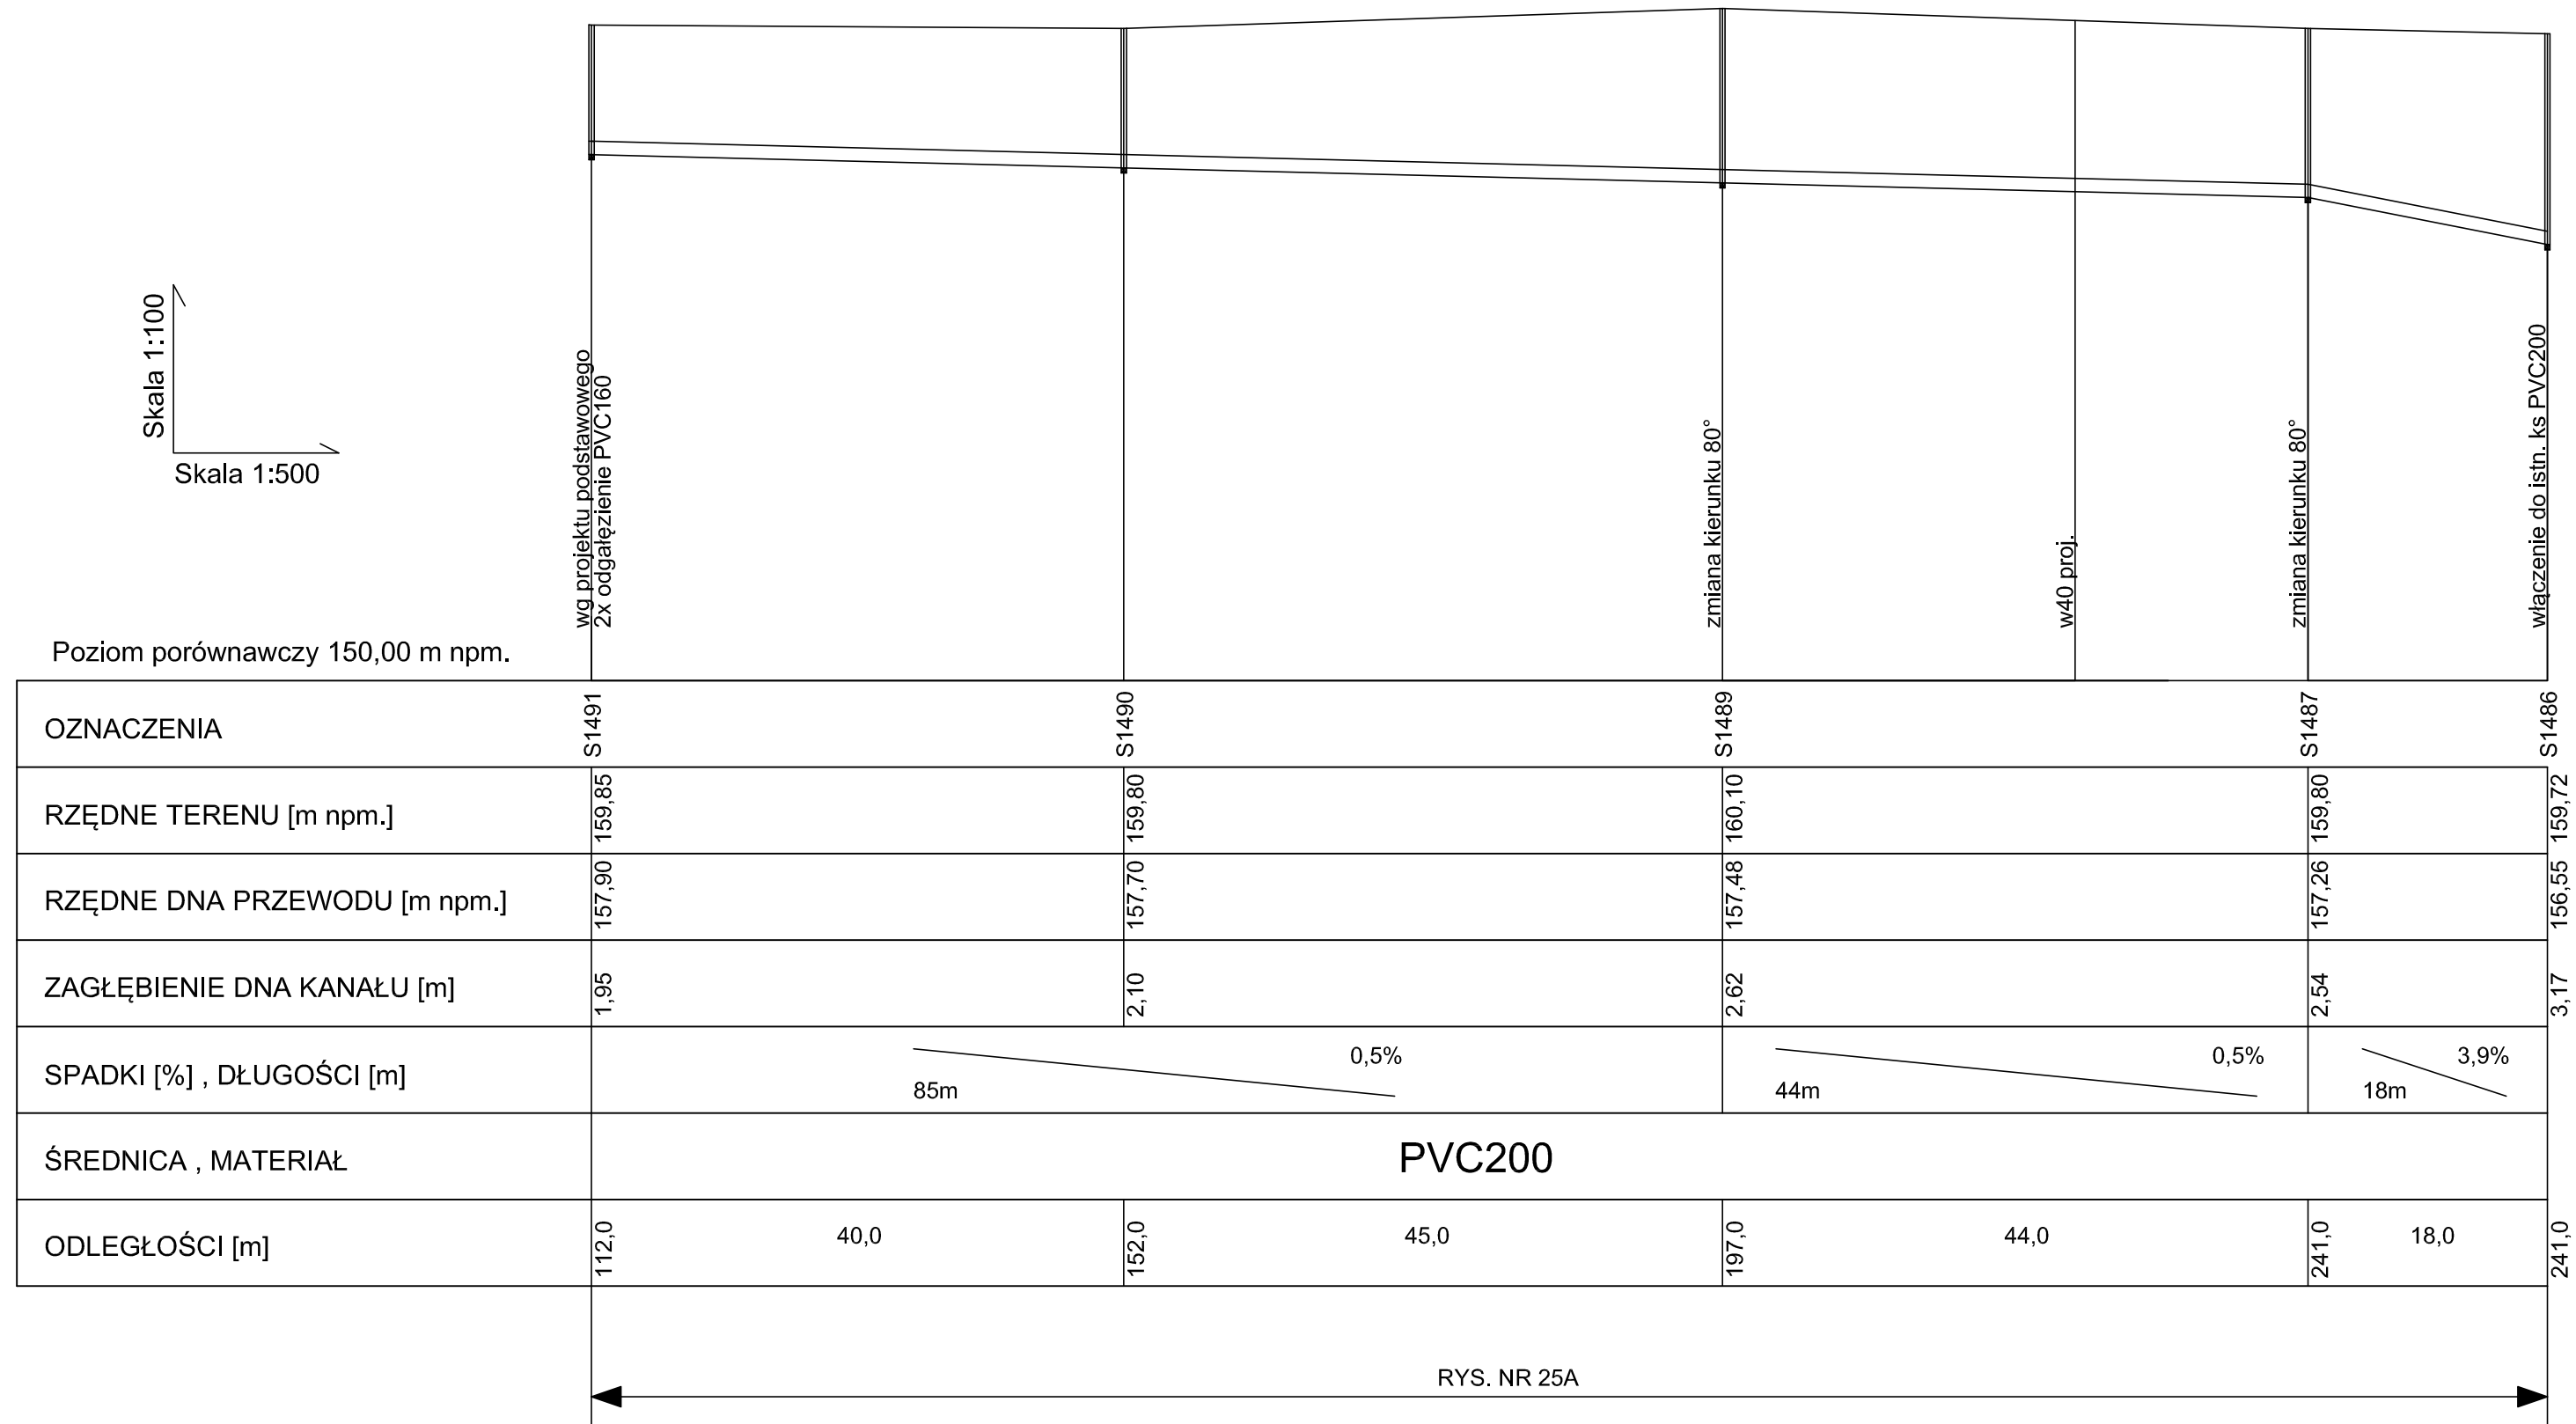 Skala 1:100
Skala 1:500
wg projektu podstawowego
2x odgałęzienie PVC160
zmiana kierunku 80°
w40 proj.
zmiana kierunku 80°
włączenie do istn. ks PVC200
Poziom porównawczy 150,00 m npm.
OZNACZENIA S1491 S1490 S1489 S1487 S1486
RZĘDNE TERENU [m npm.] 159,85 159,80 160,10 159,80 159,72
RZĘDNE DNA PRZEWODU [m npm.] 157,90 157,70 157,48 157,26 156,55
ZAGŁĘBIENIE DNA KANAŁU [m] 1,95 2,10 2,62 2,54 3,17
SPADKI [%] , DŁUGOŚCI [m] 85m 0,5% 44m 0,5% 18m 3,9%
ŚREDNICA , MATERIAŁ PVC200
ODLEGŁOŚCI [m] 112,0 40,0 152,0 45,0 197,0 44,0 241,0 18,0 241,0
RYS. NR 25A